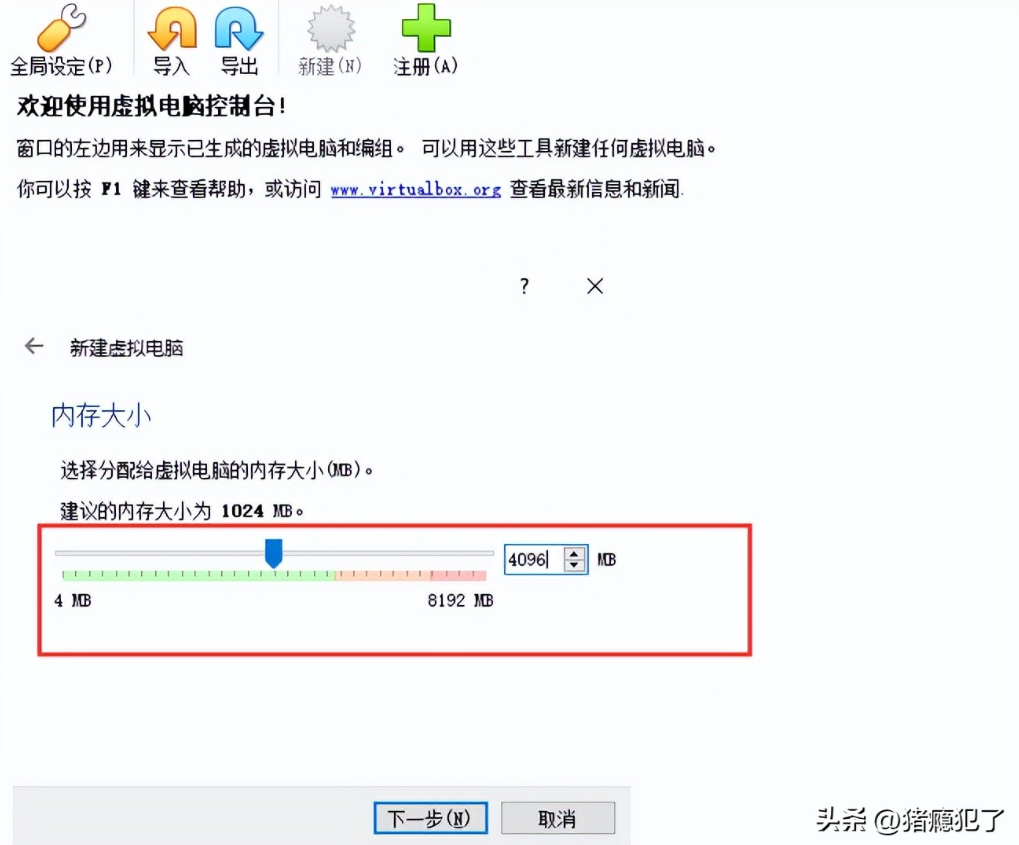 全局设定(P) 导入 导出 新建(N) 注册(A)
欢迎使用虚拟电脑控制台!
窗口的左边用来显示已生成的虚拟电脑和编组。 可以用这些工具新建任何虚拟电脑。
你可以按 F1 键来查看帮助，或访问 www.virtualbox.org 查看最新信息和新闻.
? ×
← 新建虚拟电脑
内存大小
选择分配给虚拟电脑的内存大小(MB)。
建议的内存大小为 1024 MB。
4096 MB
4 MB 8192 MB
下一步(N) 取消
头条 @猪瘾犯了